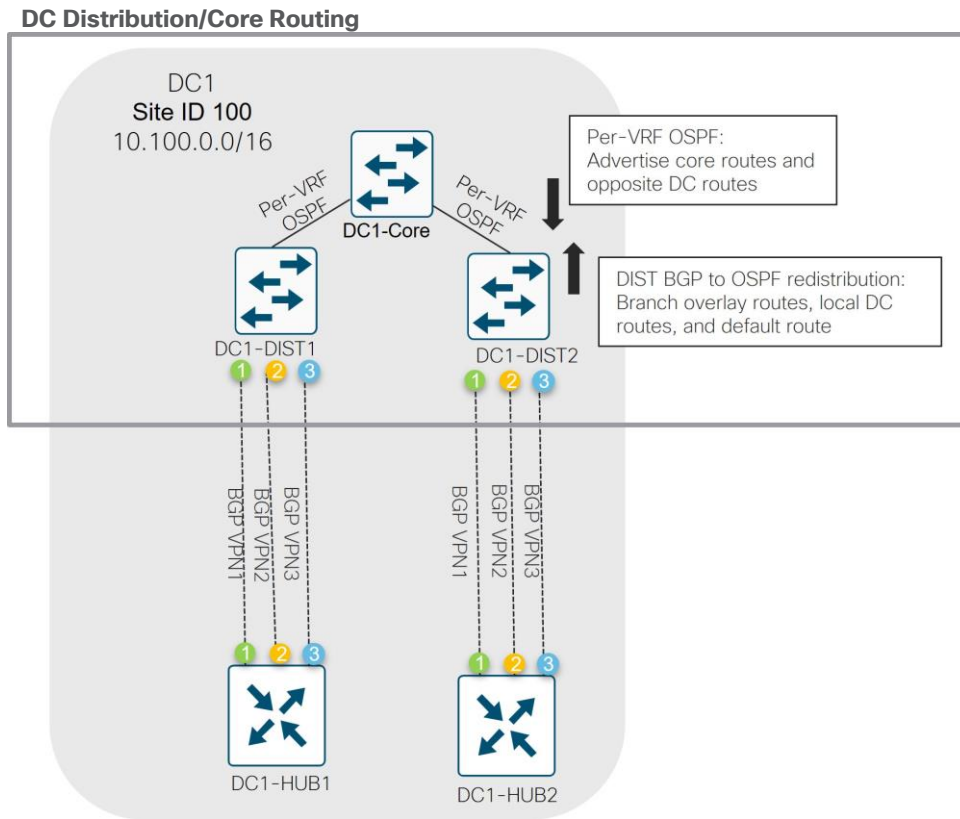 DC Distribution/Core Routing
DC1
Site ID 100
10.100.0.0/16
Per-VRF
OSPF
Per-VRF
OSPF
DC1-Core
Per-VRF OSPF:
Advertise core routes and
opposite DC routes
DIST BGP to OSPF redistribution:
Branch overlay routes, local DC
routes, and default route
DC1-DIST1
DC1-DIST2
1 2 3
1 2 3
BGP VPN1
BGP VPN2
BGP VPN3
BGP VPN1
BGP VPN2
BGP VPN3
1 2 3
1 2 3
DC1-HUB1
DC1-HUB2